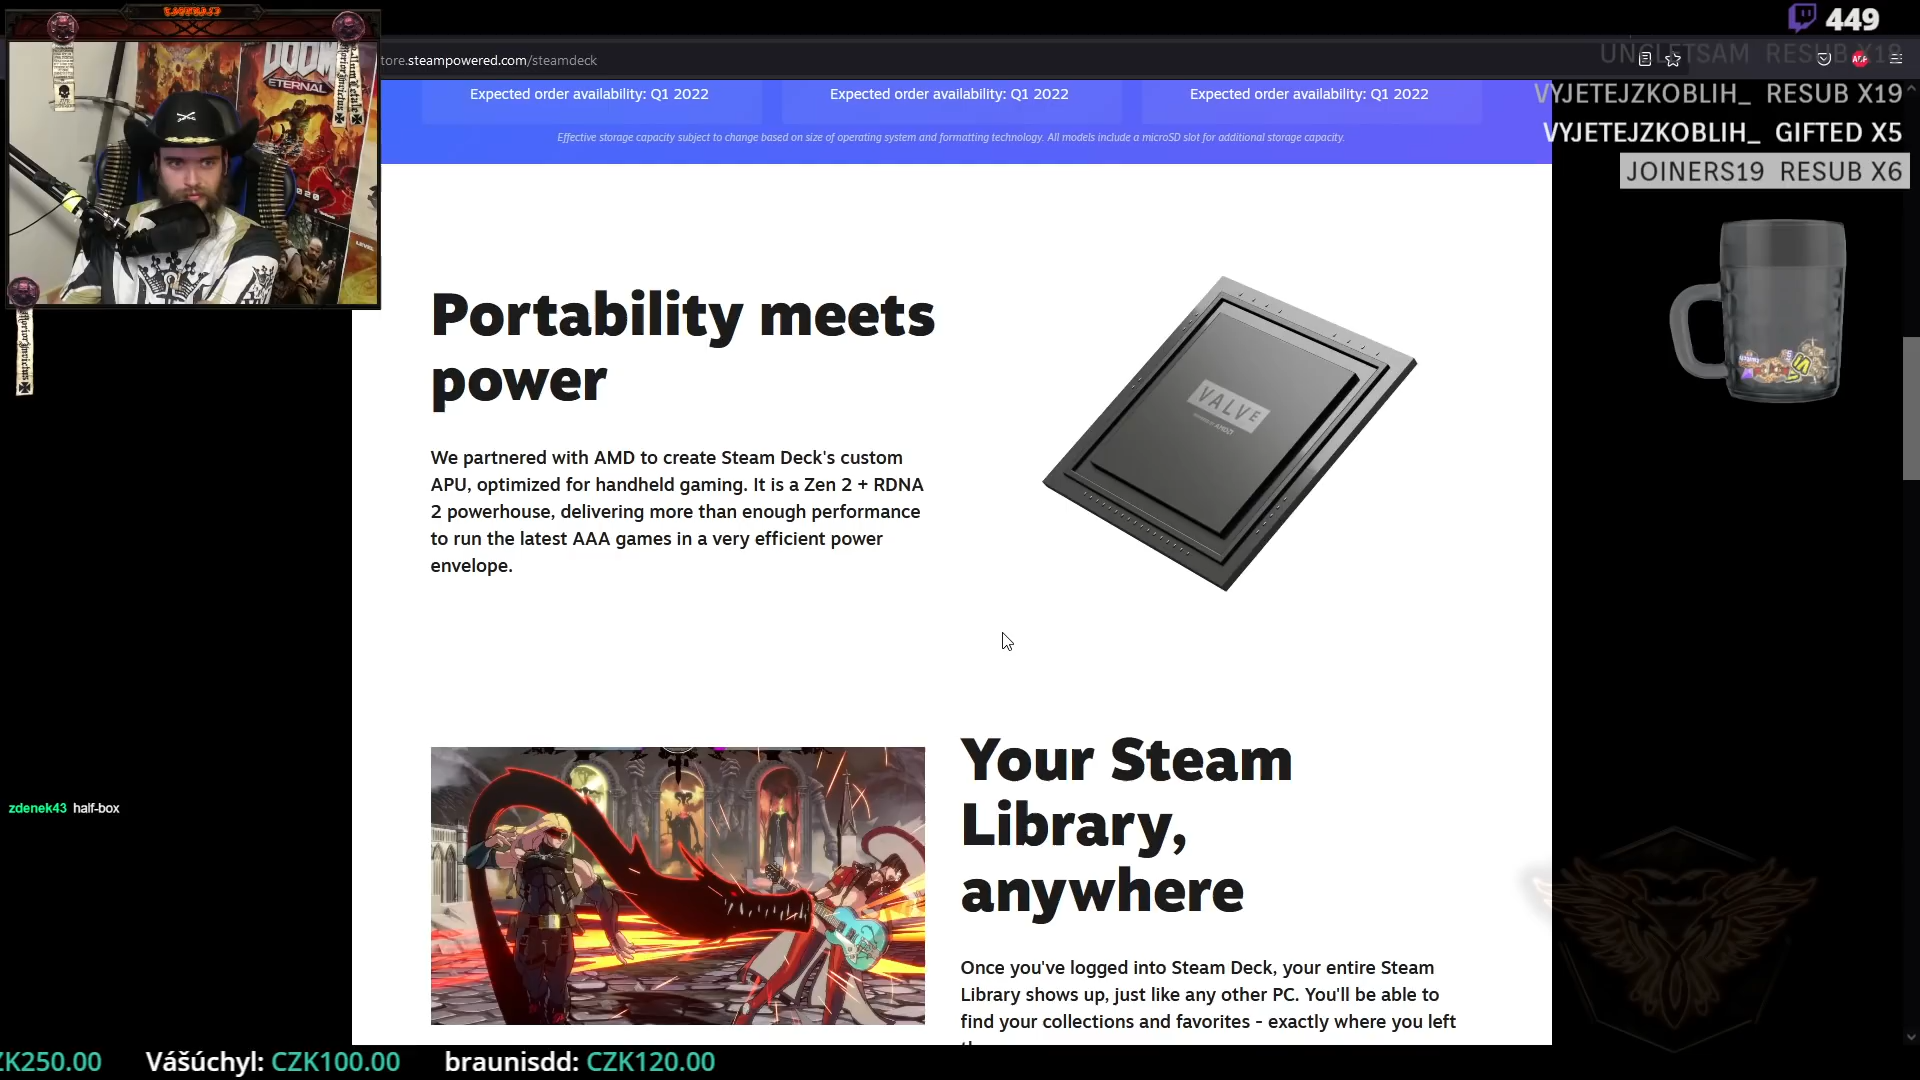 449
DOOM
ETERNAL
tore.steampowered.com/steamdeck
UNCLETSAM RESUB X18
VYJETEJZKOBLIH_ RESUB X19
VYJETEJZKOBLIH_ GIFTED X5
JOINERS19 RESUB X6
Expected order availability: Q1 2022
Expected order availability: Q1 2022
Expected order availability: Q1 2022
Effective storage capacity subject to change based on size of operating system and formatting technology. All models include a microSD slot for additional storage capacity.
Portability meets
power
VALVE
AMD
We partnered with AMD to create Steam Deck's custom
APU, optimized for handheld gaming. It is a Zen 2 + RDNA
2 powerhouse, delivering more than enough performance
to run the latest AAA games in a very efficient power
envelope.
Your Steam
Library,
anywhere
zdenek43 half-box
Once you've logged into Steam Deck, your entire Steam
Library shows up, just like any other PC. You'll be able to
find your collections and favorites - exactly where you left
ZK250.00 Vášúchyl: CZK100.00 braunisdd: CZK120.00